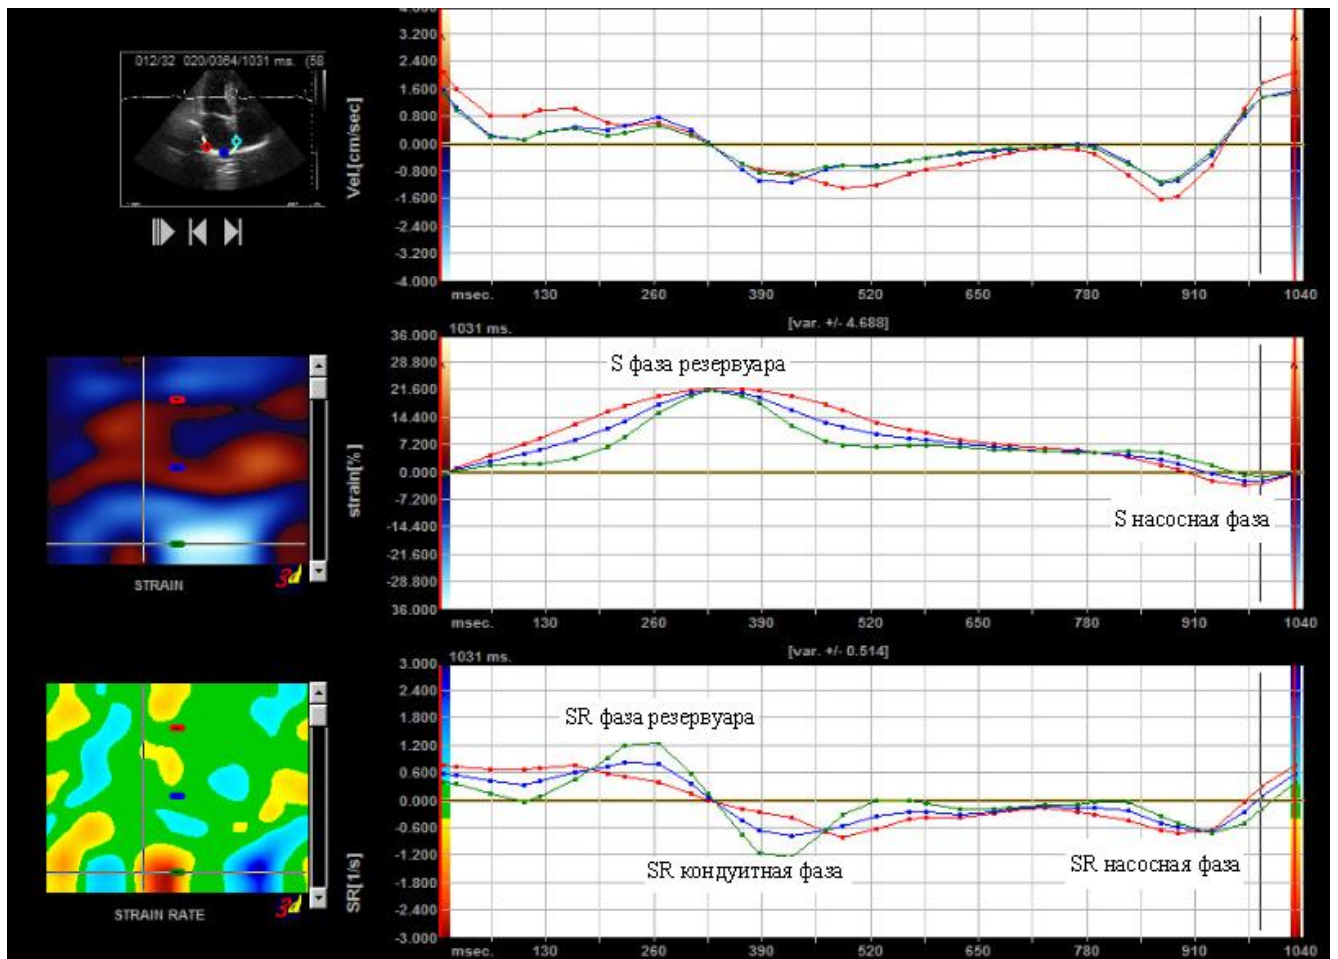 012/32 020/0364/1031 ms. (58
Vel.[cm/sec]
4.000
3.200
2.400
1.600
0.800
0.000
-0.800
-1.600
-2.400
-3.200
-4.000
msec. 130 260 390 520 650 780 910 1040
[var. +/- 4.688]
1031 ms.
strain[%]
36.000
28.800
21.600
14.400
7.200
0.000
-7.200
-14.400
-21.600
-28.800
36.000
S фаза резервуара
S насосная фаза
STRAIN
3d
msec. 130 260 390 520 650 780 910 1040
[var. +/- 0.514]
1031 ms.
SR[1/s]
3.000
2.400
1.800
1.200
0.600
0.000
-0.600
-1.200
-1.800
-2.400
-3.000
SR фаза резервуара
SR кондуитная фаза
SR насосная фаза
STRAIN RATE
3d
msec. 130 260 390 520 650 780 910 1040